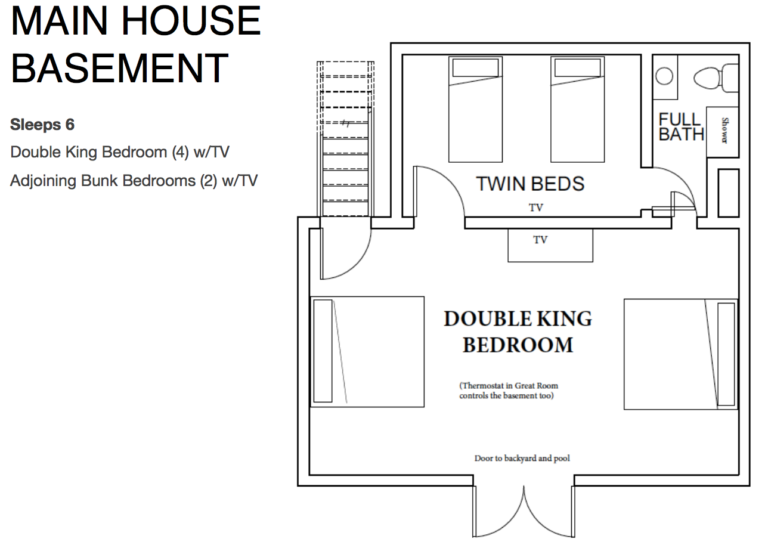 MAIN HOUSE
BASEMENT
Sleeps 6
Double King Bedroom (4) w/TV
Adjoining Bunk Bedrooms (2) w/TV
FULL
BATH
Shower
TWIN BEDS
TV
TV
DOUBLE KING
BEDROOM
(Thermostat in Great Room
controls the basement too)
Door to backyard and pool